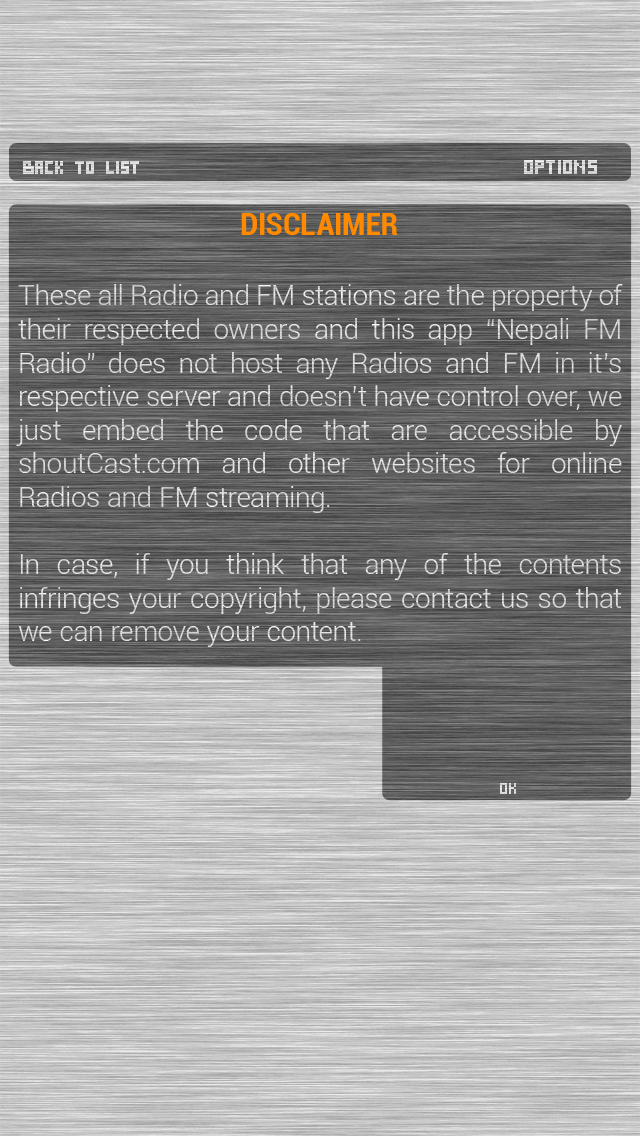 BACK TO LIST OPTIONS
DISCLAIMER
These all Radio and FM stations are the property of
their respected owners and this app “Nepali FM
Radio” does not host any Radios and FM in it's
respective server and doesn't have control over, we
just embed the code that are accessible by
shoutCast.com and other websites for online
Radios and FM streaming.
In case, if you think that any of the contents
infringes your copyright, please contact us so that
we can remove your content.
OK